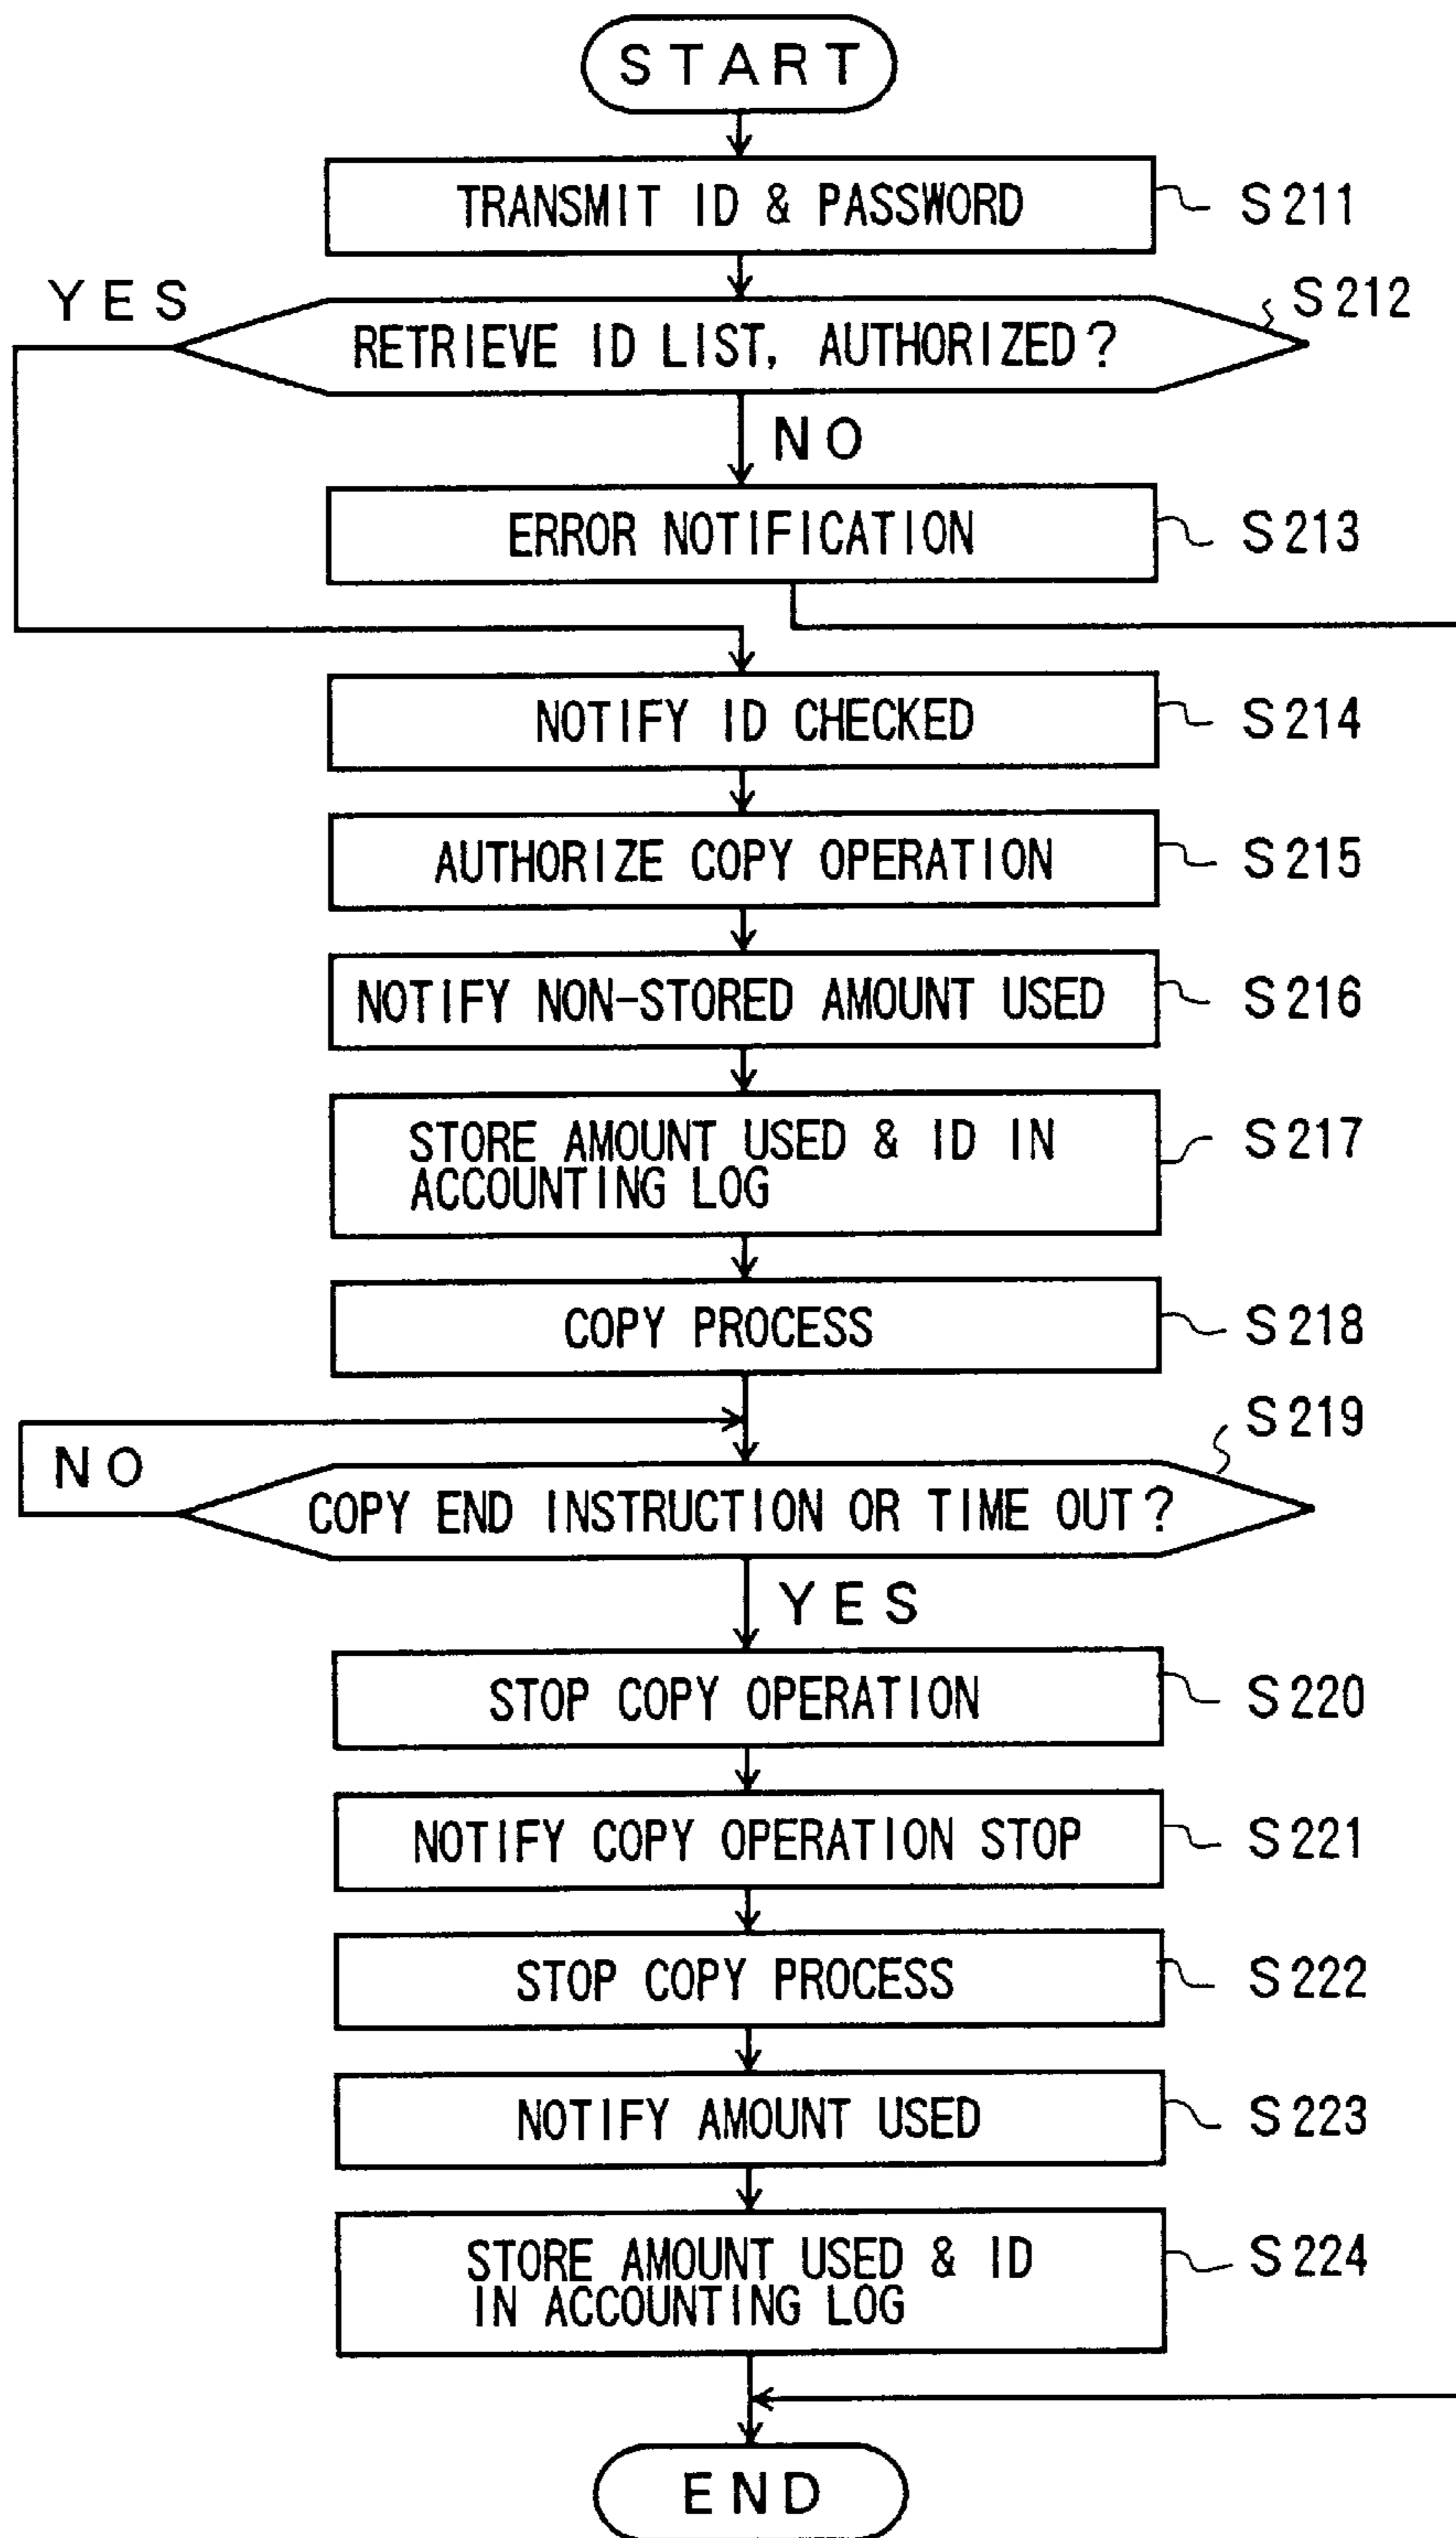 START
TRANSMIT ID & PASSWORD S211
YES
RETRIEVE ID LIST, AUTHORIZED? S212
NO
ERROR NOTIFICATION S213
NOTIFY ID CHECKED S214
AUTHORIZE COPY OPERATION S215
NOTIFY NON-STORED AMOUNT USED S216
STORE AMOUNT USED & ID IN S217
ACCOUNTING LOG
COPY PROCESS S218
S219
NO
COPY END INSTRUCTION OR TIME OUT?
YES
STOP COPY OPERATION S220
NOTIFY COPY OPERATION STOP S221
STOP COPY PROCESS S222
NOTIFY AMOUNT USED S223
STORE AMOUNT USED & ID S224
IN ACCOUNTING LOG
END